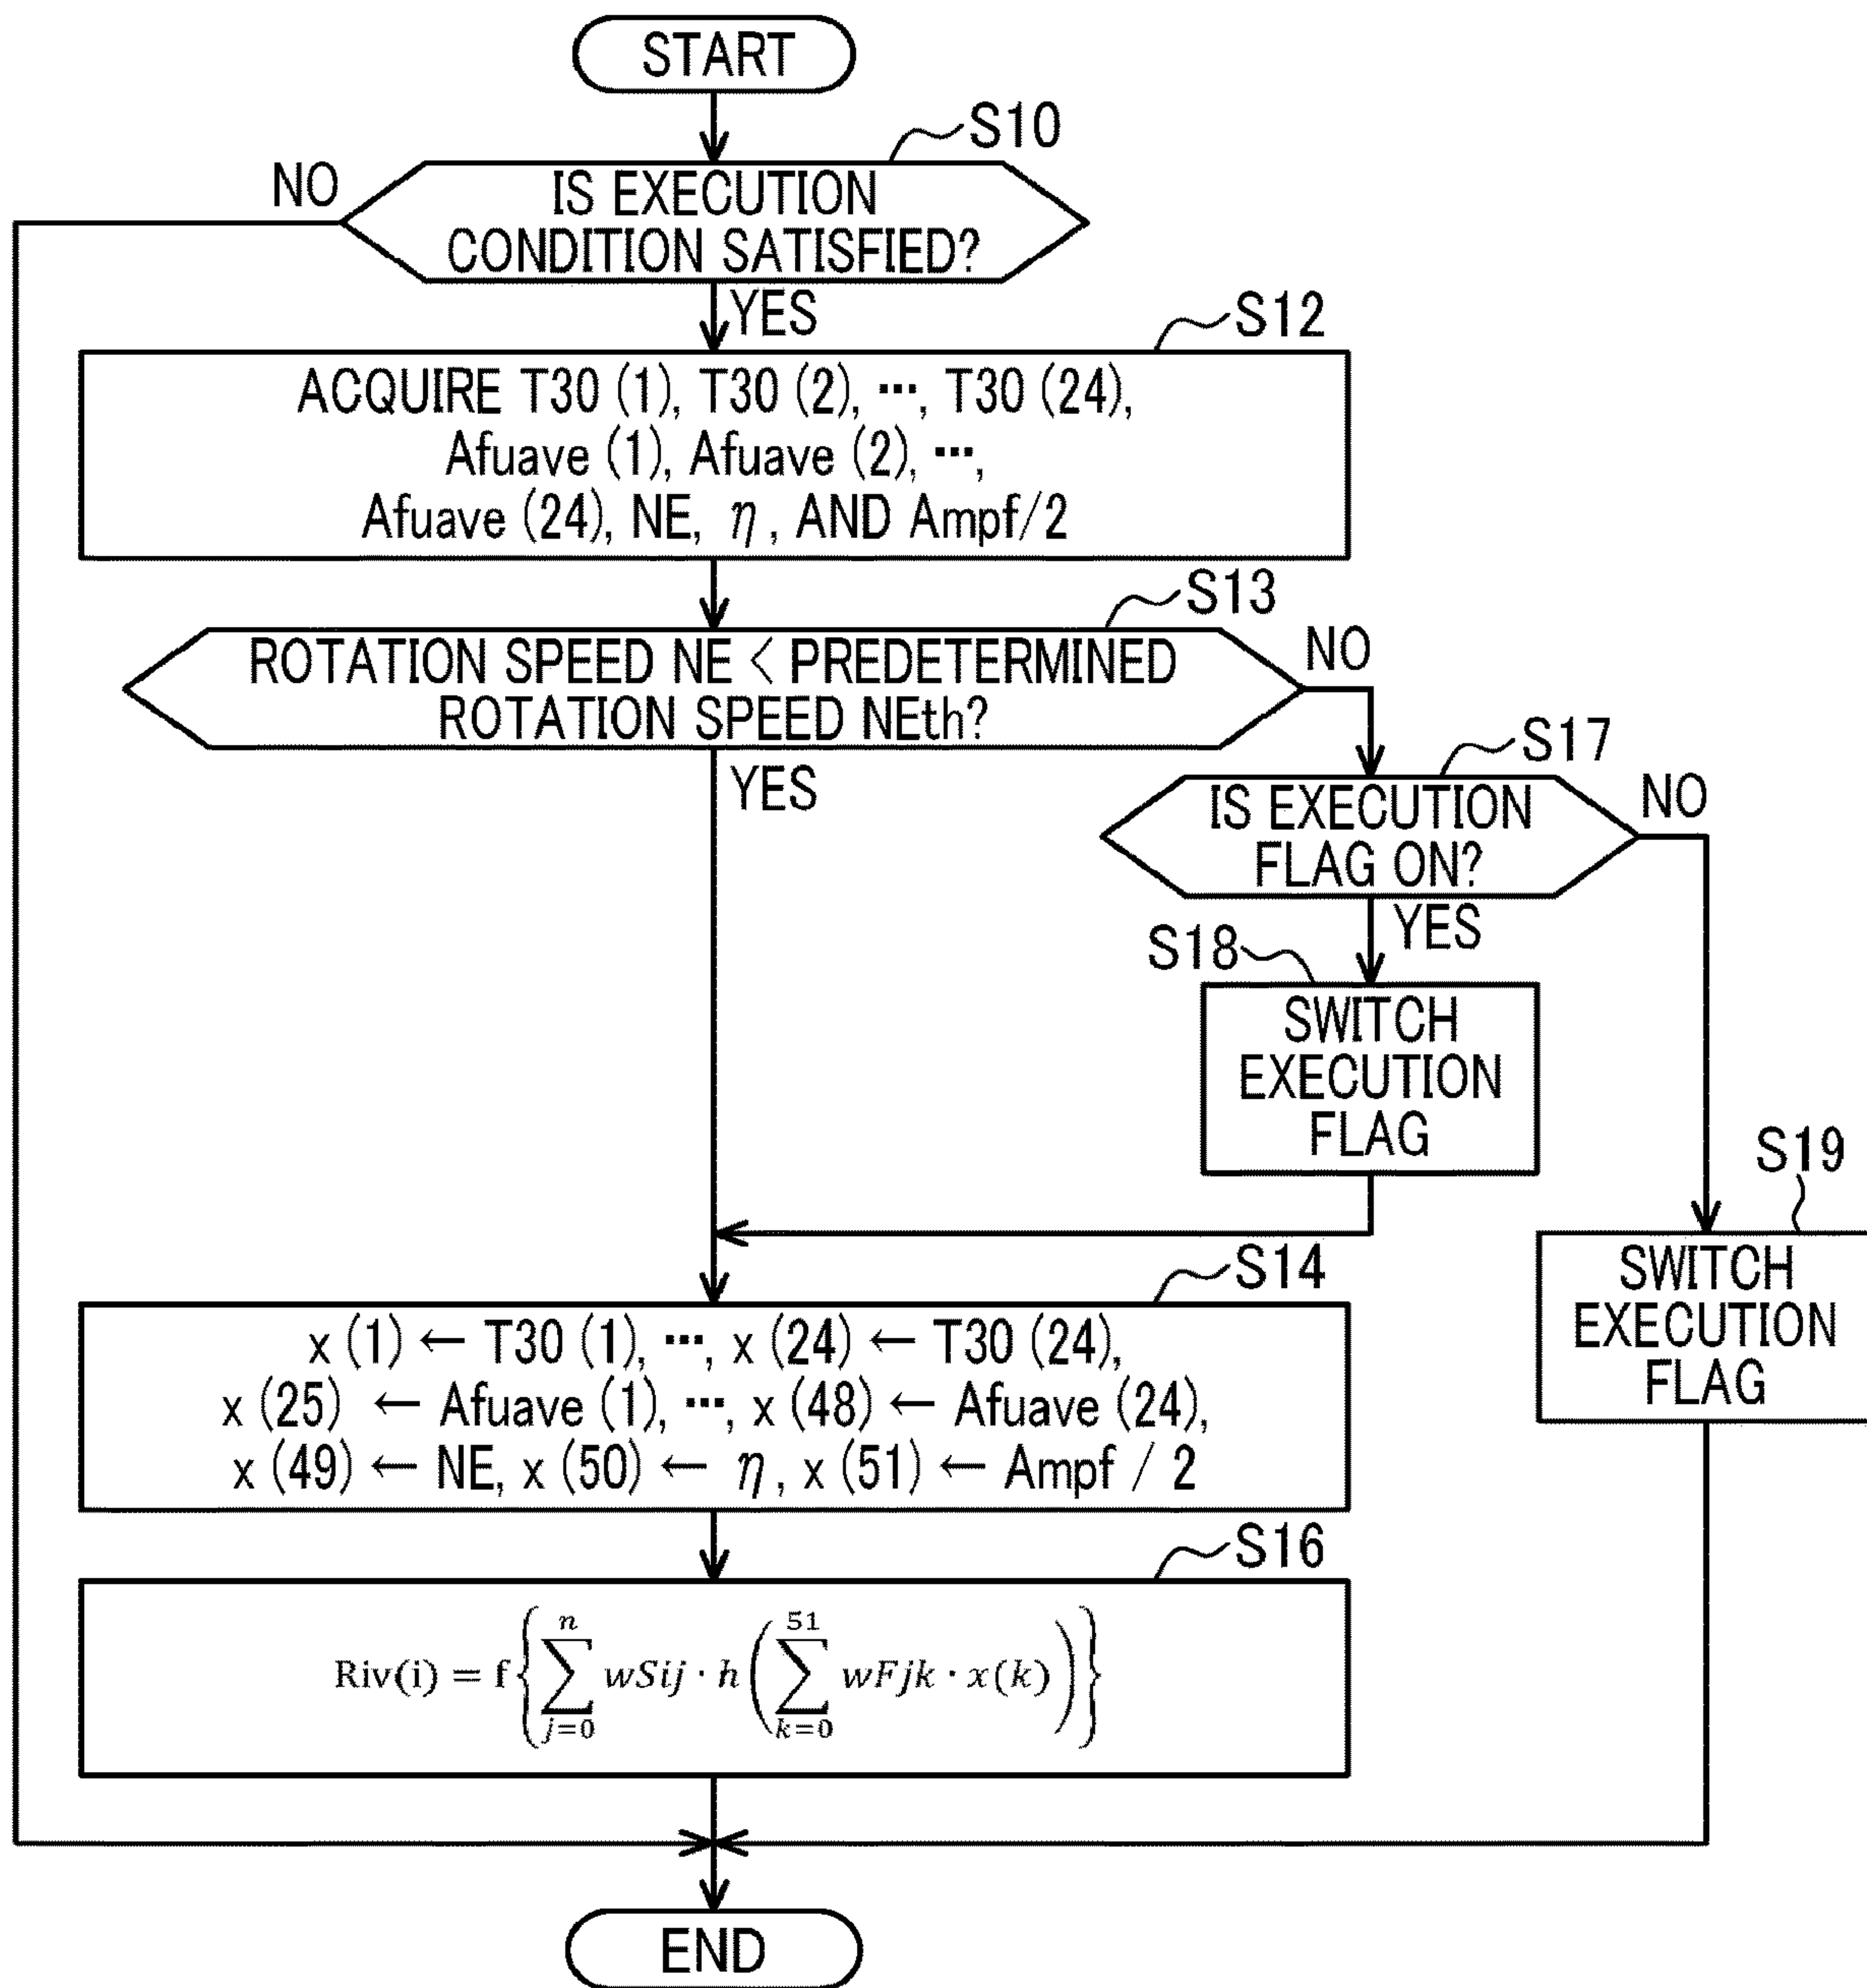 START
S10
NO
IS EXECUTION
CONDITION SATISFIED?
YES
S12
ACQUIRE T30 (1), T30 (2), ···, T30 (24),
Afuave (1), Afuave (2), ···,
Afuave (24), NE, η, AND Ampf/2
S13
ROTATION SPEED NE < PREDETERMINED
ROTATION SPEED NEth?
NO
YES
S17
IS EXECUTION
FLAG ON?
NO
YES
S18
SWITCH
EXECUTION
FLAG
S19
SWITCH
EXECUTION
FLAG
S14
x (1) ← T30 (1), ···, x (24) ← T30 (24),
x (25) ← Afuave (1), ···, x (48) ← Afuave (24),
x (49) ← NE, x (50) ← η, x (51) ← Ampf / 2
S16
Riv(i) = f{∑_{j=0}^{n} wSij · h(∑_{k=0}^{51} wFjk · x(k))}
END